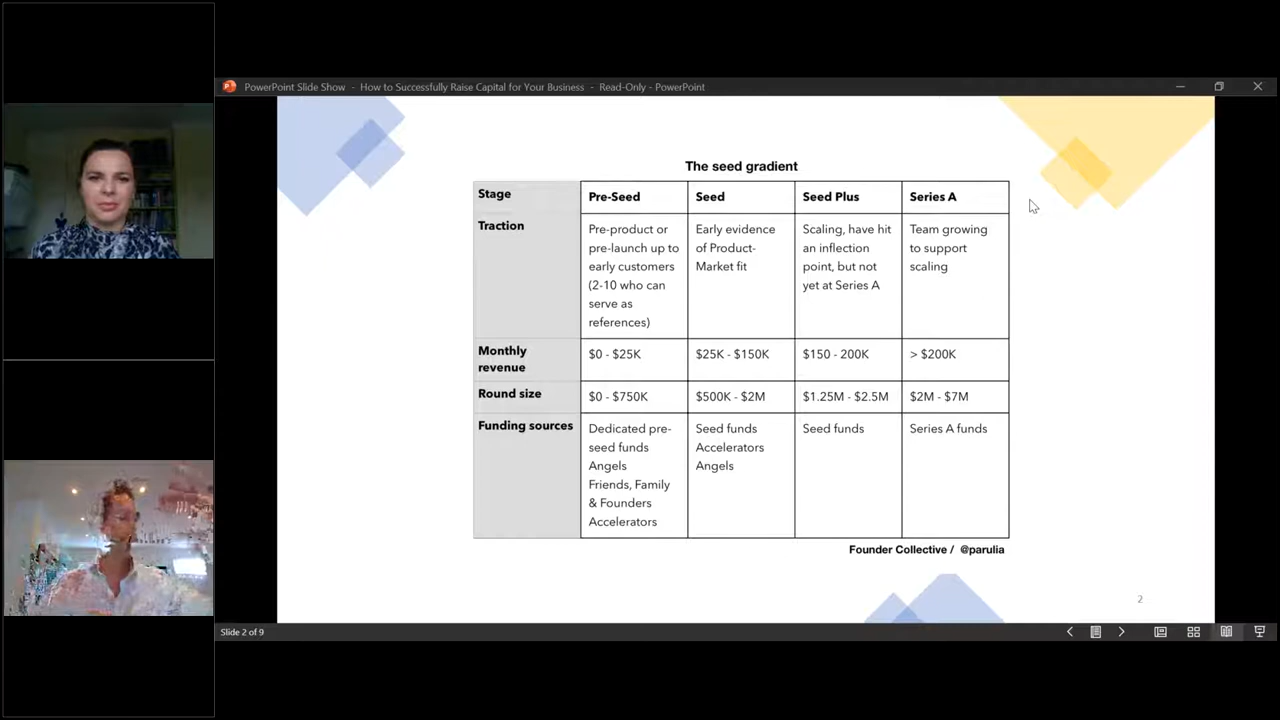 PowerPoint Slide Show - How to Successfully Raise Capital for Your Business - Read-Only - PowerPoint
The seed gradient
Stage
Pre-Seed
Seed
Seed Plus
Series A
Traction
Pre-product or
pre-launch up to
early customers
(2-10 who can
serve as
references)
Early evidence
of Product-
Market fit
Scaling, have hit
an inflection
point, but not
yet at Series A
Team growing
to support
scaling
Monthly
revenue
$0 - $25K
$25K - $150K
$150 - 200K
> $200K
Round size
$0 - $750K
$500K - $2M
$1.25M - $2.5M
$2M - $7M
Funding sources
Dedicated pre-
seed funds
Angels
Friends, Family
& Founders
Accelerators
Seed funds
Accelerators
Angels
Seed funds
Series A funds
Founder Collective / @parulia
2
Slide 2 of 9